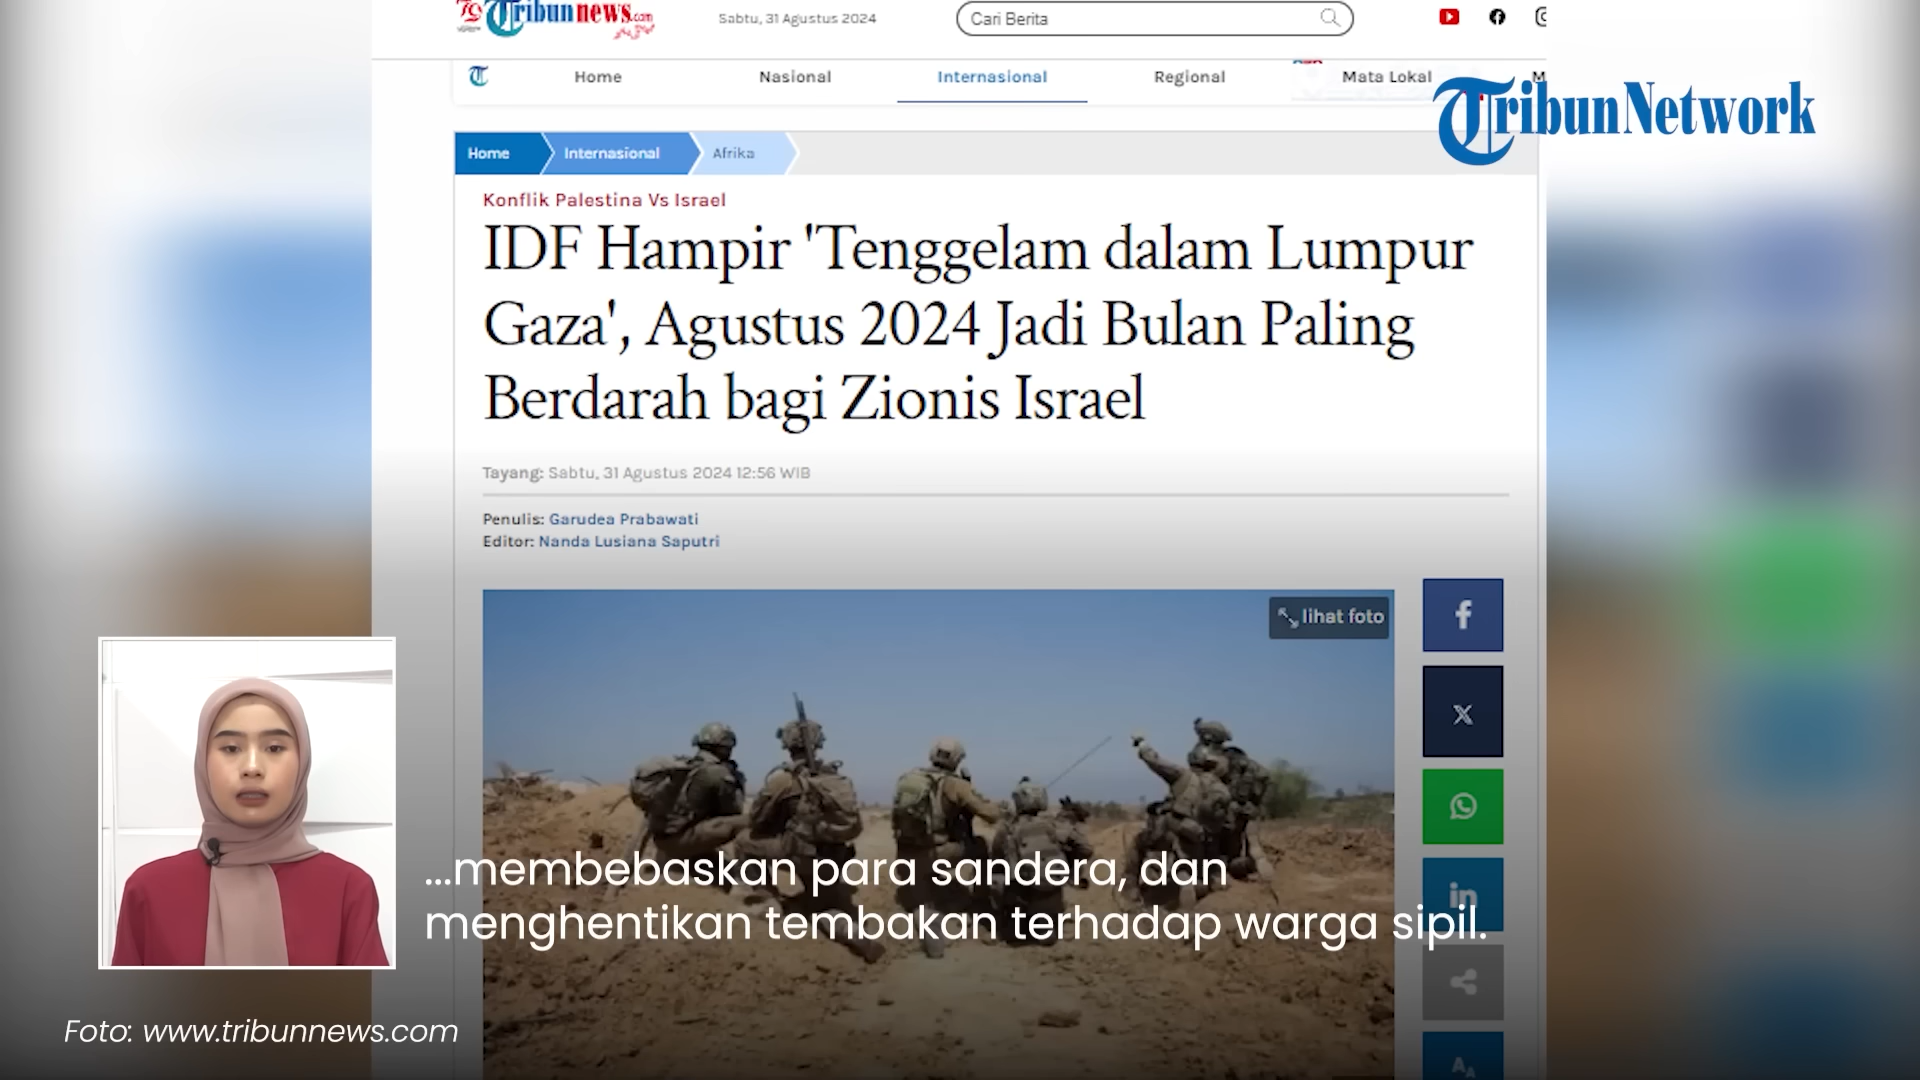 Tribunnews.com
Sabtu, 31 Agustus 2024
Cari Berita
Home
Nasional
Internasional
Regional
Mata Lokal
M
Tribun Network
Home
Internasional
Afrika
Konflik Palestina Vs Israel
IDF Hampir 'Tenggelam dalam Lumpur
Gaza', Agustus 2024 Jadi Bulan Paling
Berdarah bagi Zionis Israel
Tayang: Sabtu, 31 Agustus 2024 12:56 WIB
Penulis: Garudea Prabawati
Editor: Nanda Lusiana Saputri
lihat foto
...membebaskan para sandera, dan
menghentikan tembakan terhadap warga sipil.
Foto: www.tribunnews.com